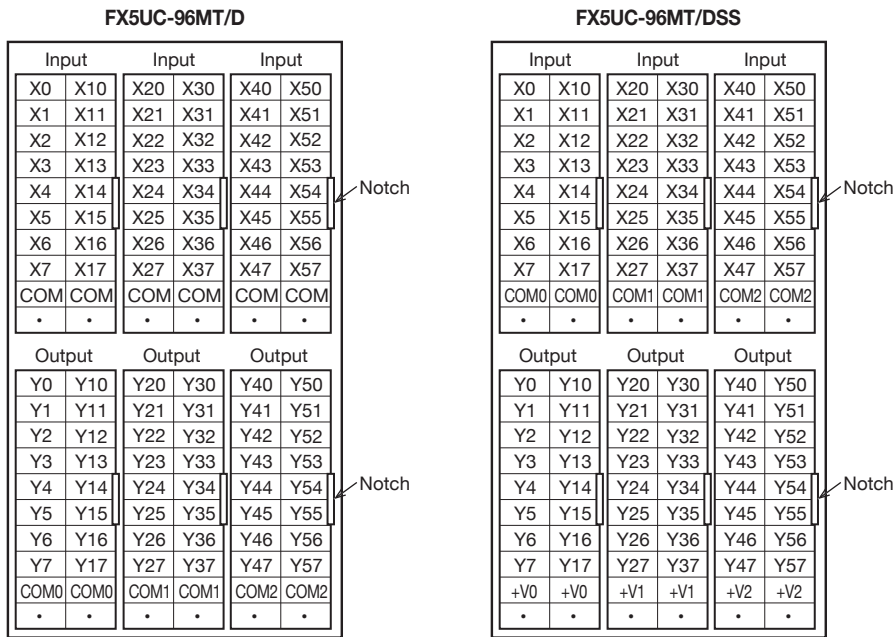 FX5UC-96MT/D
Input Input Input
X0 X10 X20 X30 X40 X50
X1 X11 X21 X31 X41 X51
X2 X12 X22 X32 X42 X52
X3 X13 X23 X33 X43 X53
X4 X14 X24 X34 X44 X54 Notch
X5 X15 X25 X35 X45 X55
X6 X16 X26 X36 X46 X56
X7 X17 X27 X37 X47 X57
COM COM COM COM COM COM
• • • • • •
Output Output Output
Y0 Y10 Y20 Y30 Y40 Y50
Y1 Y11 Y21 Y31 Y41 Y51
Y2 Y12 Y22 Y32 Y42 Y52
Y3 Y13 Y23 Y33 Y43 Y53
Y4 Y14 Y24 Y34 Y44 Y54 Notch
Y5 Y15 Y25 Y35 Y45 Y55
Y6 Y16 Y26 Y36 Y46 Y56
Y7 Y17 Y27 Y37 Y47 Y57
COM0 COM0 COM1 COM1 COM2 COM2
• • • • • •
FX5UC-96MT/DSS
Input Input Input
X0 X10 X20 X30 X40 X50
X1 X11 X21 X31 X41 X51
X2 X12 X22 X32 X42 X52
X3 X13 X23 X33 X43 X53
X4 X14 X24 X34 X44 X54 Notch
X5 X15 X25 X35 X45 X55
X6 X16 X26 X36 X46 X56
X7 X17 X27 X37 X47 X57
COM0 COM0 COM1 COM1 COM2 COM2
• • • • • •
Output Output Output
Y0 Y10 Y20 Y30 Y40 Y50
Y1 Y11 Y21 Y31 Y41 Y51
Y2 Y12 Y22 Y32 Y42 Y52
Y3 Y13 Y23 Y33 Y43 Y53
Y4 Y14 Y24 Y34 Y44 Y54 Notch
Y5 Y15 Y25 Y35 Y45 Y55
Y6 Y16 Y26 Y36 Y46 Y56
Y7 Y17 Y27 Y37 Y47 Y57
+V0 +V0 +V1 +V1 +V2 +V2
• • • • • •